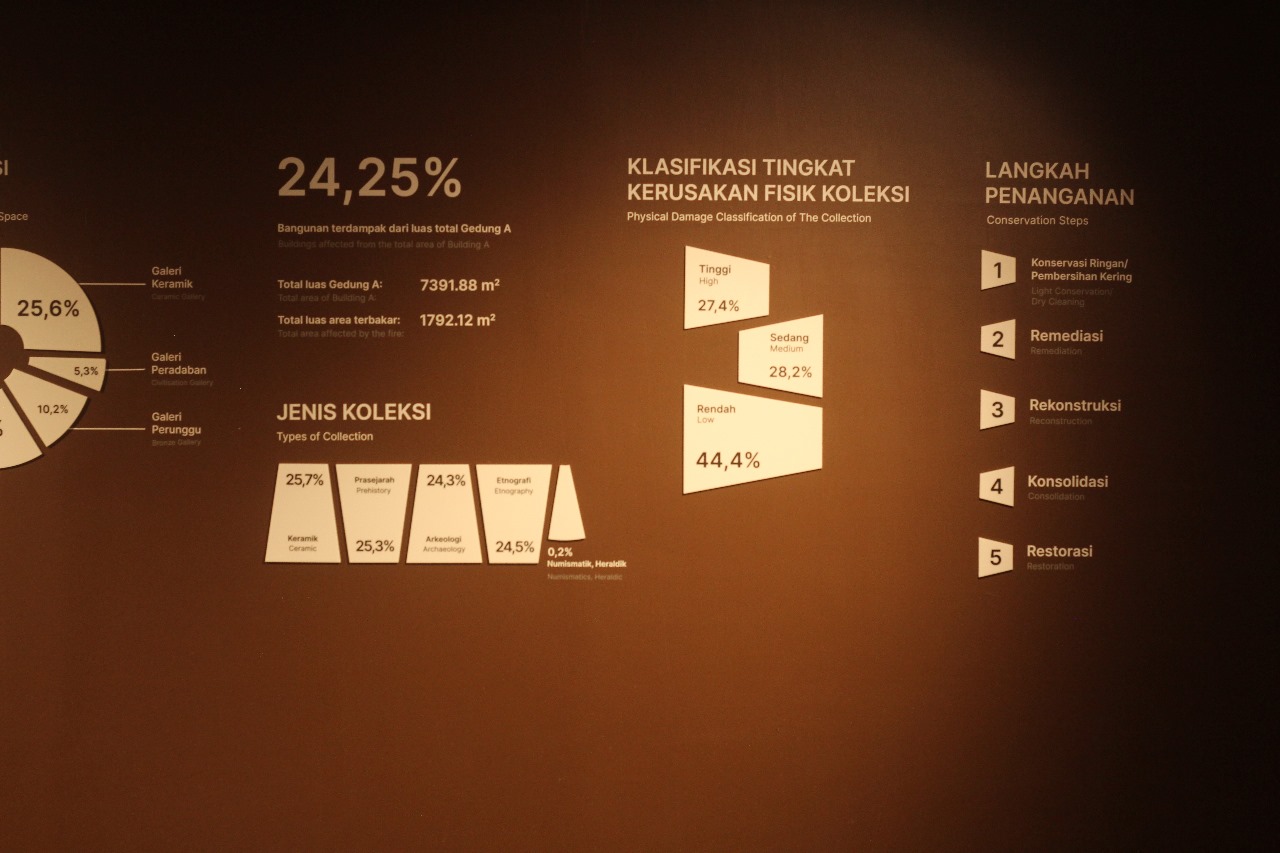 SI
Space
25,6%
Galeri
Keramik
Ceramic Gallery
5,3%
Galeri
Peradaban
Civilisation Gallery
10,2%
Galeri
Perunggu
Bronze Gallery
%
24,25%
Bangunan terdampak dari luas total Gedung A
Buildings affected from the total area of Building A
Total luas Gedung A: 7391.88 m²
Total area of Building A:
Total luas area terbakar: 1792.12 m²
Total area affected by the fire:
JENIS KOLEKSI
Types of Collection
25,7%
Keramik
Ceramic
Prasejarah
Prehistory
25,3%
24,3%
Arkeologi
Archaeology
Etnografi
Etnography
24,5%
0,2%
Numismatik, Heraldik
Numismatics, Heraldic
KLASIFIKASI TINGKAT
KERUSAKAN FISIK KOLEKSI
Physical Damage Classification of The Collection
Tinggi
High
27,4%
Sedang
Medium
28,2%
Rendah
Low
44,4%
LANGKAH
PENANGANAN
Conservation Steps
1
Konservasi Ringan/
Pembersihan Kering
Light Conservation/
Dry Cleaning
2
Remediasi
Remediation
3
Rekonstruksi
Reconstruction
4
Konsolidasi
Consolidation
5
Restorasi
Restoration